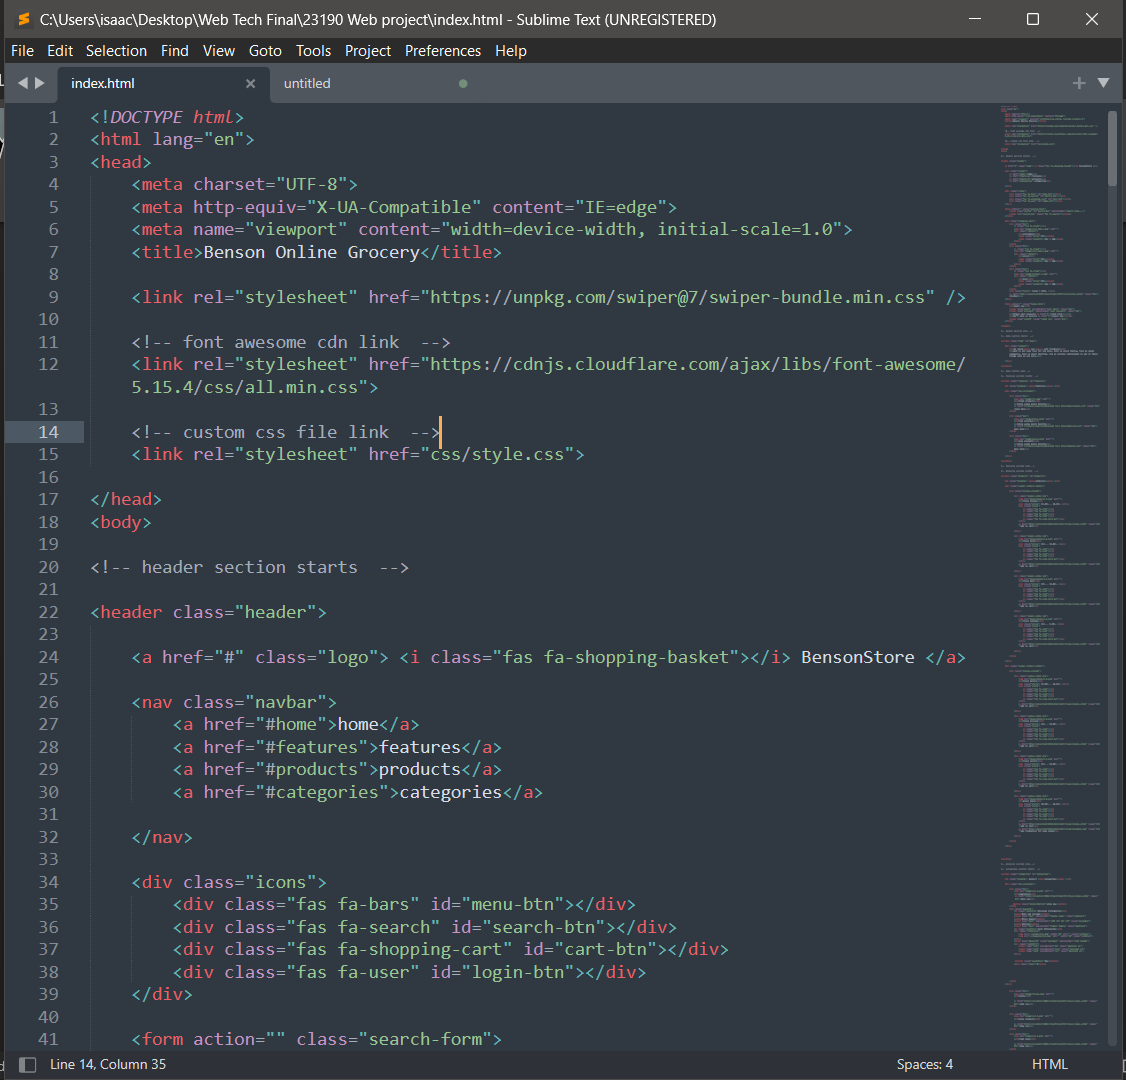 C:\Users\isaac\Desktop\Web Tech Final\23190 Web project\index.html - Sublime Text (UNREGISTERED)
File Edit Selection Find View Goto Tools Project Preferences Help
index.html untitled
1 <!DOCTYPE html>
2 <html lang="en">
3 <head>
4 <meta charset="UTF-8">
5 <meta http-equiv="X-UA-Compatible" content="IE=edge">
6 <meta name="viewport" content="width=device-width, initial-scale=1.0">
7 <title>Benson Online Grocery</title>
8
9 <link rel="stylesheet" href="https://unpkg.com/swiper@7/swiper-bundle.min.css" />
10
11 <!-- font awesome cdn link  -->
12 <link rel="stylesheet" href="https://cdnjs.cloudflare.com/ajax/libs/font-awesome/
5.15.4/css/all.min.css">
13
14 <!-- custom css file link  -->
15 <link rel="stylesheet" href="css/style.css">
16
17 </head>
18 <body>
19
20 <!-- header section starts  -->
21
22 <header class="header">
23
24 <a href="#" class="logo"> <i class="fas fa-shopping-basket"></i> BensonStore </a>
25
26 <nav class="navbar">
27 <a href="#home">home</a>
28 <a href="#features">features</a>
29 <a href="#products">products</a>
30 <a href="#categories">categories</a>
31
32 </nav>
33
34 <div class="icons">
35 <div class="fas fa-bars" id="menu-btn"></div>
36 <div class="fas fa-search" id="search-btn"></div>
37 <div class="fas fa-shopping-cart" id="cart-btn"></div>
38 <div class="fas fa-user" id="login-btn"></div>
39 </div>
40
41 <form action="" class="search-form">
Line 14, Column 35 Spaces: 4 HTML